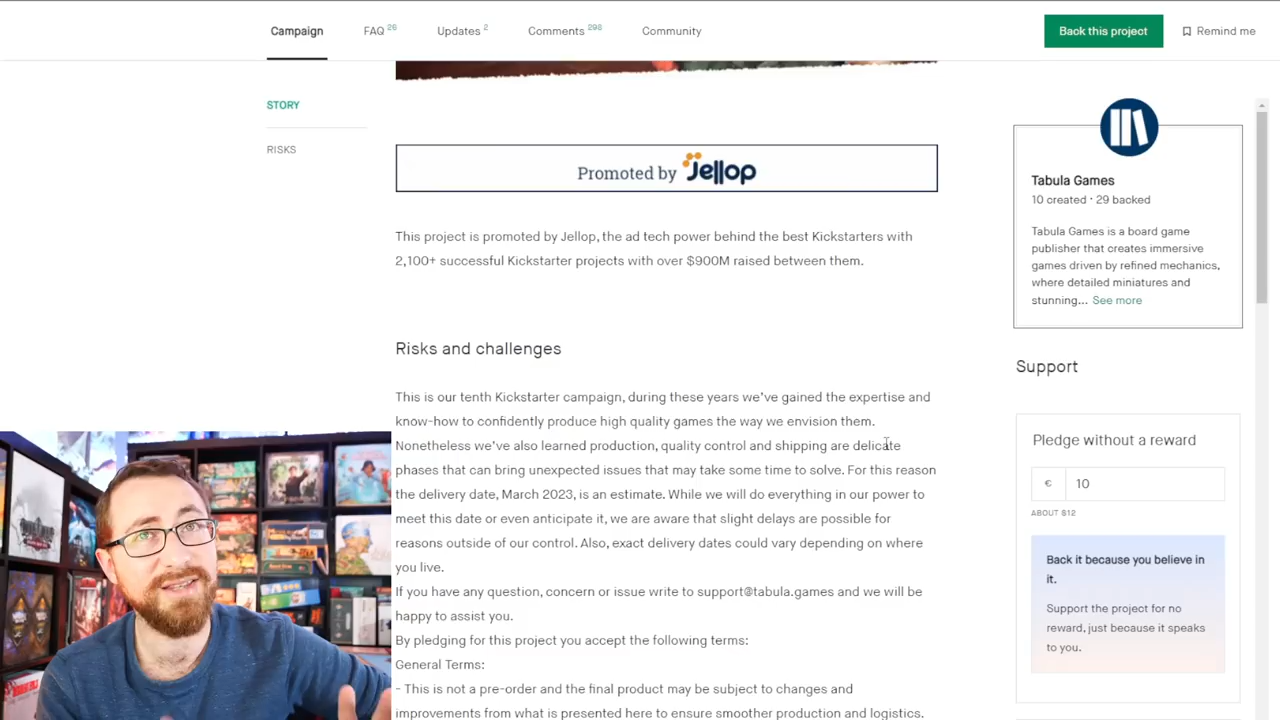 Campaign
FAQ 26
Updates 2
Comments 298
Community
Back this project
Remind me
STORY
RISKS
Promoted by Jellop
This project is promoted by Jellop, the ad tech power behind the best Kickstarters with
2,100+ successful Kickstarter projects with over $900M raised between them.
Risks and challenges
This is our tenth Kickstarter campaign, during these years we've gained the expertise and
know-how to confidently produce high quality games the way we envision them.
Nonetheless we've also learned production, quality control and shipping are delicate
phases that can bring unexpected issues that may take some time to solve. For this reason
the delivery date, March 2023, is an estimate. While we will do everything in our power to
meet this date or even anticipate it, we are aware that slight delays are possible for
reasons outside of our control. Also, exact delivery dates could vary depending on where
you live.
If you have any question, concern or issue write to support@tabula.games and we will be
happy to assist you.
By pledging for this project you accept the following terms:
General Terms:
- This is not a pre-order and the final product may be subject to changes and
improvements from what is presented here to ensure smoother production and logistics.
Tabula Games
10 created · 29 backed
Tabula Games is a board game
publisher that creates immersive
games driven by refined mechanics,
where detailed miniatures and
stunning... See more
Support
Pledge without a reward
€ 10
ABOUT $12
Back it because you believe in
it.
Support the project for no
reward, just because it speaks
to you.